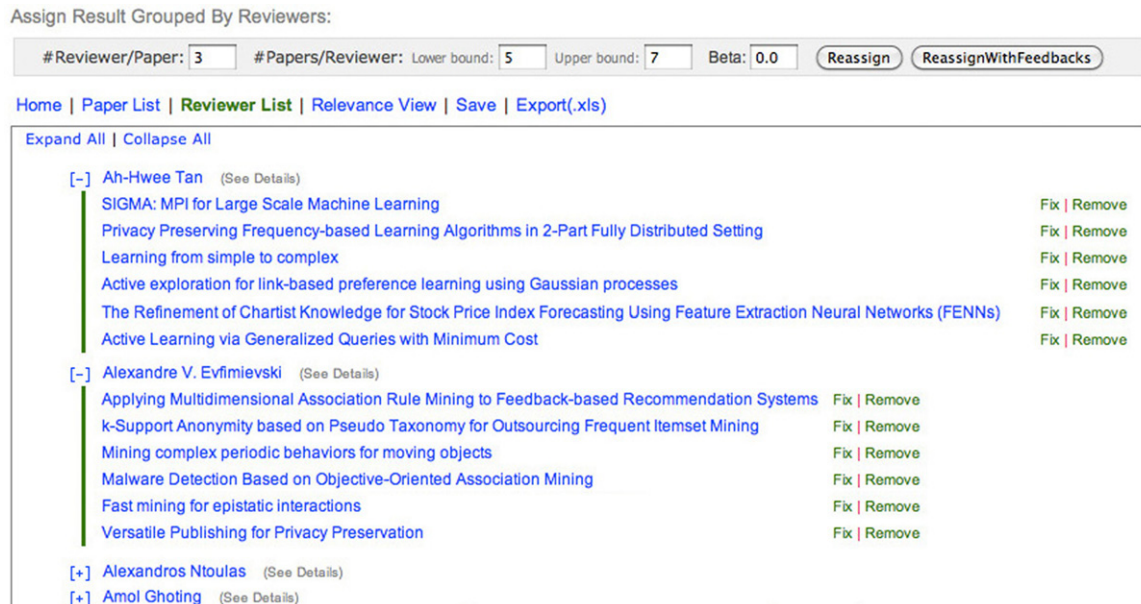 Assign Result Grouped By Reviewers:
#Reviewer/Paper: 3 #Papers/Reviewer: Lower bound: 5 Upper bound: 7 Beta: 0.0 Reassign ReassignWithFeedbacks
Home | Paper List | Reviewer List | Relevance View | Save | Export(.xls)
Expand All | Collapse All
[-] Ah-Hwee Tan (See Details)
SIGMA: MPI for Large Scale Machine Learning Fix | Remove
Privacy Preserving Frequency-based Learning Algorithms in 2-Part Fully Distributed Setting Fix | Remove
Learning from simple to complex Fix | Remove
Active exploration for link-based preference learning using Gaussian processes Fix | Remove
The Refinement of Chartist Knowledge for Stock Price Index Forecasting Using Feature Extraction Neural Networks (FENNs) Fix | Remove
Active Learning via Generalized Queries with Minimum Cost Fix | Remove
[-] Alexandre V. Evfimievski (See Details)
Applying Multidimensional Association Rule Mining to Feedback-based Recommendation Systems Fix | Remove
k-Support Anonymity based on Pseudo Taxonomy for Outsourcing Frequent Itemset Mining Fix | Remove
Mining complex periodic behaviors for moving objects Fix | Remove
Malware Detection Based on Objective-Oriented Association Mining Fix | Remove
Fast mining for epistatic interactions Fix | Remove
Versatile Publishing for Privacy Preservation Fix | Remove
[+] Alexandros Ntoulas (See Details)
[+] Amol Ghoting (See Details)